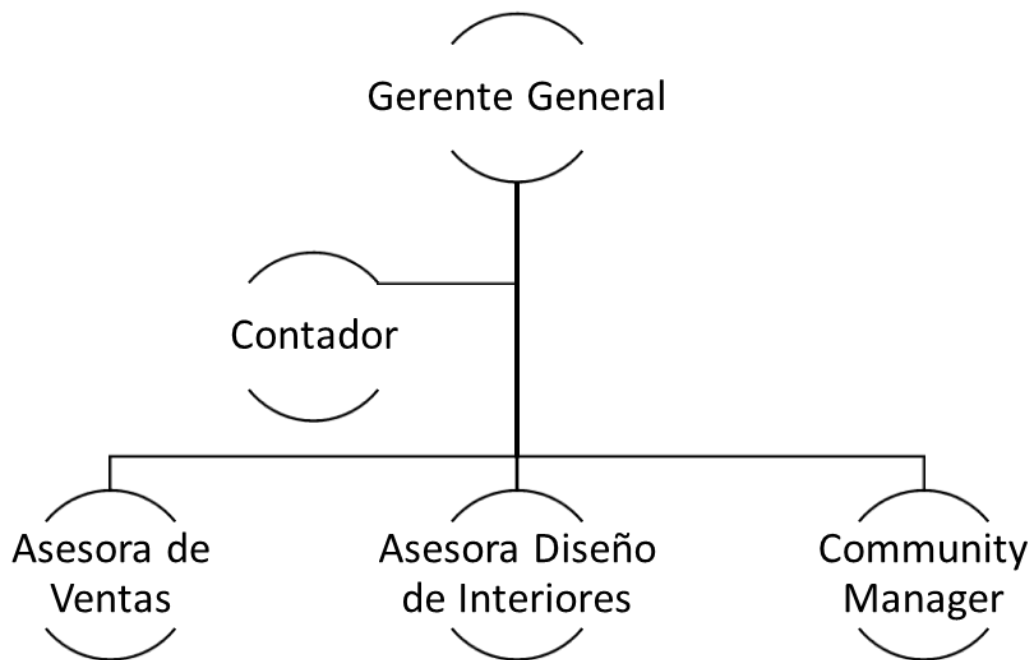 Gerente General
Contador
Asesora de
Ventas
Asesora Diseño
de Interiores
Community
Manager